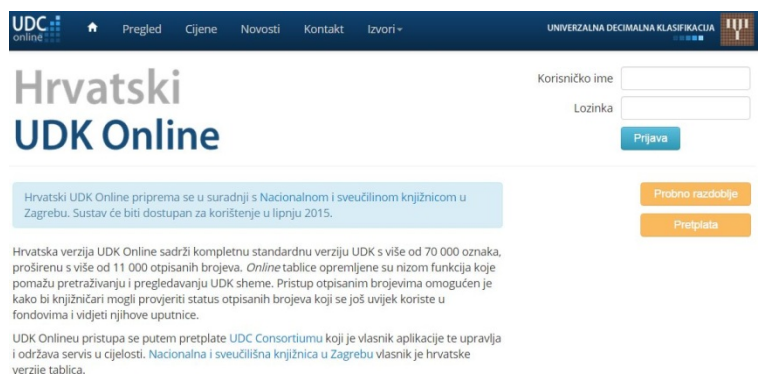 UDC online
Pregled Cijene Novosti Kontakt Izvori
UNIVERZALNA DECIMALNA KLASIFIKACIJA
Hrvatski
UDK Online
Korisničko ime
Lozinka
Prijava
Hrvatski UDK Online priprema se u suradnji s Nacionalnom i sveučilinom knjižnicom u
Zagrebu. Sustav će biti dostupan za korištenje u lipnju 2015.
Probno razdoblje
Pretplata
Hrvatska verzija UDK Online sadrži kompletnu standardnu verziju UDK s više od 70 000 oznaka,
proširenu s više od 11 000 otpisanih brojeva. Online tablice opremljene su nizom funkcija koje
pomažu pretraživanju i pregledavanju UDK sheme. Pristup otpisanim brojevima omogućen je
kako bi knjižničari mogli provjeriti status otpisanih brojeva koji se još uvijek koriste u
fondovima i vidjeti njihove uputnice.
UDK Onlineu pristupa se putem pretplate UDC Consortiumu koji je vlasnik aplikacije te upravlja
i održava servis u cijelosti. Nacionalna i sveučilišna knjižnica u Zagrebu vlasnik je hrvatske
verzije tablica.